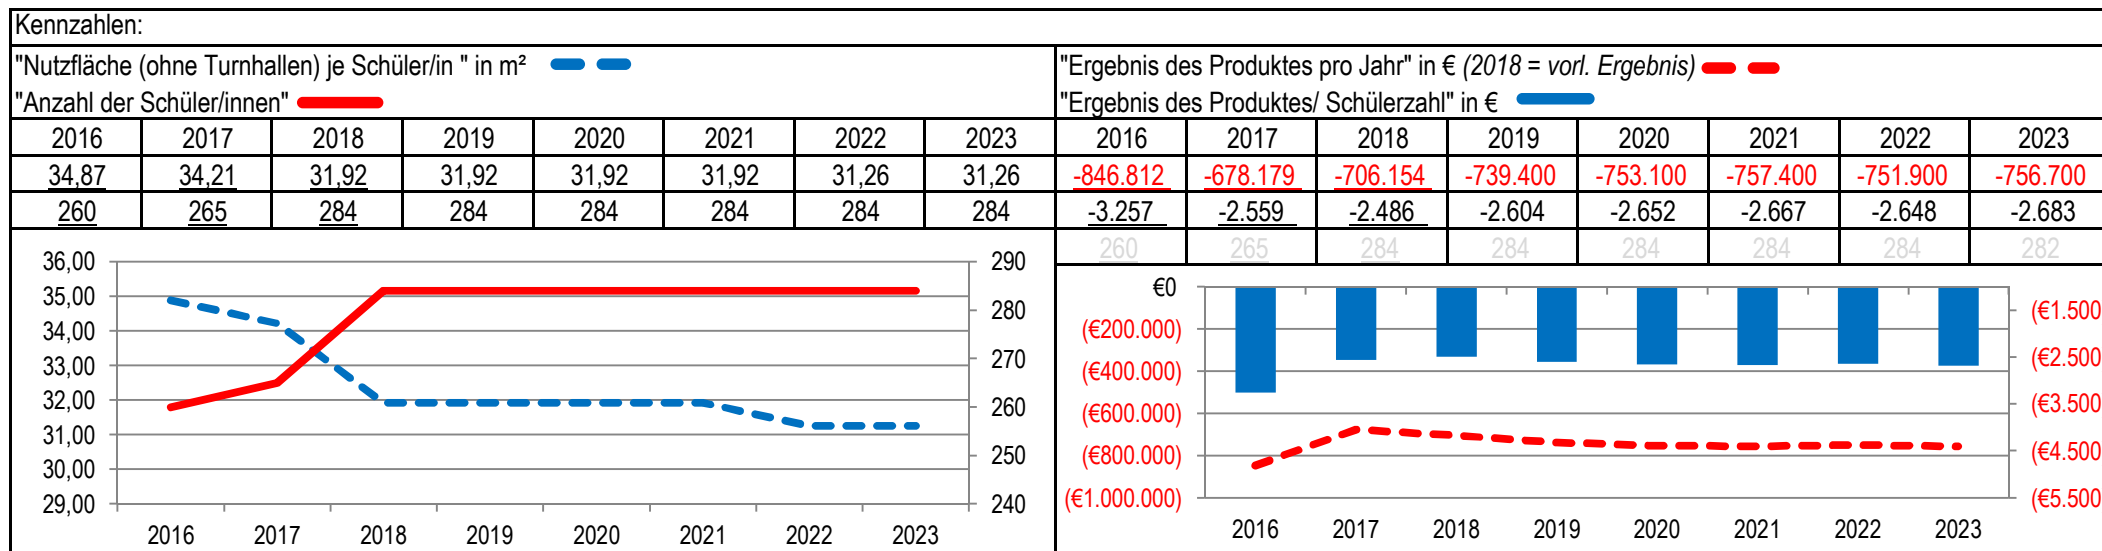 Kennzahlen:
"Nutzfläche (ohne Turnhallen) je Schüler/in " in m²
"Anzahl der Schüler/innen"
2016 2017 2018 2019 2020 2021 2022 2023
34,87 34,21 31,92 31,92 31,92 31,92 31,26 31,26
260 265 284 284 284 284 284 284
36,00
35,00
34,00
33,00
32,00
31,00
30,00
29,00
290
280
270
260
250
240
2016 2017 2018 2019 2020 2021 2022 2023
"Ergebnis des Produktes pro Jahr" in € (2018 = vorl. Ergebnis)
"Ergebnis des Produktes/ Schülerzahl" in €
2016 2017 2018 2019 2020 2021 2022 2023
-846.812 -678.179 -706.154 -739.400 -753.100 -757.400 -751.900 -756.700
-3.257 -2.559 -2.486 -2.604 -2.652 -2.667 -2.648 -2.683
260 265 284 284 284 284 284 282
€0
(€200.000)
(€400.000)
(€600.000)
(€800.000)
(€1.000.000)
(€1.500
(€2.500
(€3.500
(€4.500
(€5.500
2016 2017 2018 2019 2020 2021 2022 2023